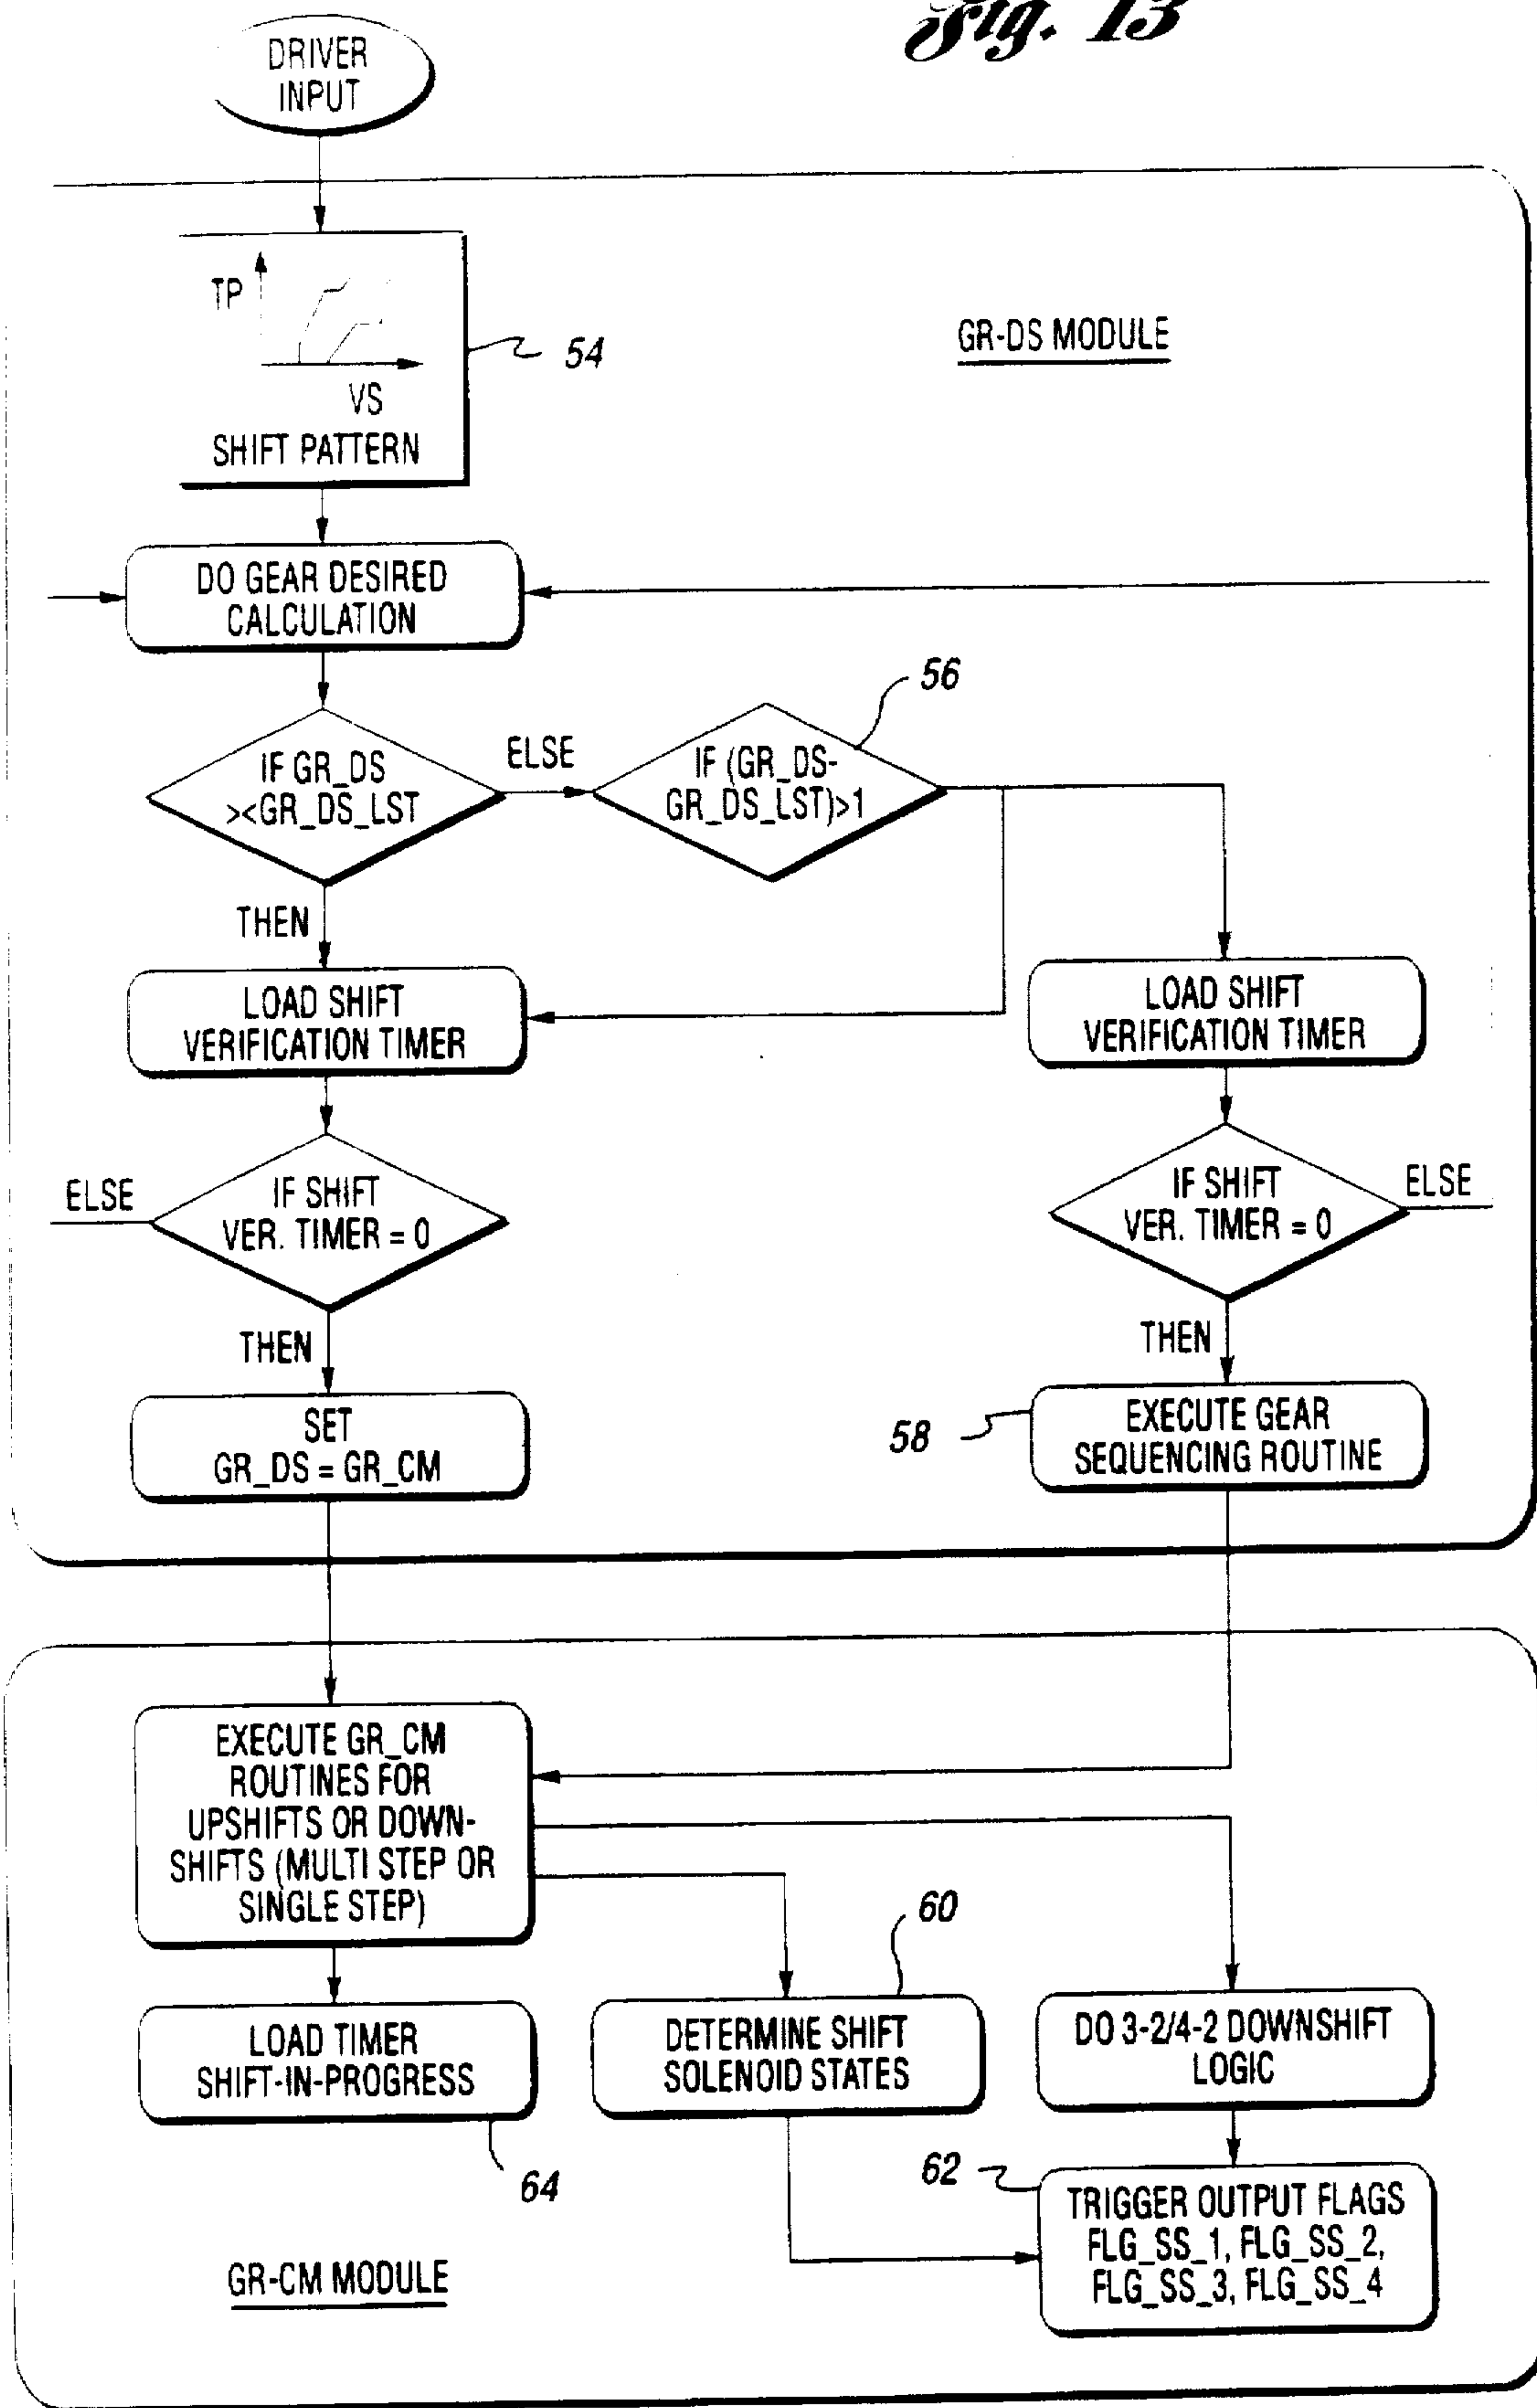 Fig. 13
DRIVER
INPUT
TP
VS
SHIFT PATTERN
54
GR-DS MODULE
DO GEAR DESIRED
CALCULATION
IF GR_DS
><GR_DS_LST
ELSE
IF (GR_DS-
GR_DS_LST)>1
56
THEN
LOAD SHIFT
VERIFICATION TIMER
LOAD SHIFT
VERIFICATION TIMER
ELSE
IF SHIFT
VER. TIMER = 0
IF SHIFT
VER. TIMER = 0
ELSE
THEN
THEN
SET
GR_DS = GR_CM
58
EXECUTE GEAR
SEQUENCING ROUTINE
EXECUTE GR_CM
ROUTINES FOR
UPSHIFTS OR DOWN-
SHIFTS (MULTI STEP OR
SINGLE STEP)
60
LOAD TIMER
SHIFT-IN-PROGRESS
64
DETERMINE SHIFT
SOLENOID STATES
DO 3-2/4-2 DOWNSHIFT
LOGIC
62
TRIGGER OUTPUT FLAGS
FLG_SS_1, FLG_SS_2,
FLG_SS_3, FLG_SS_4
GR-CM MODULE